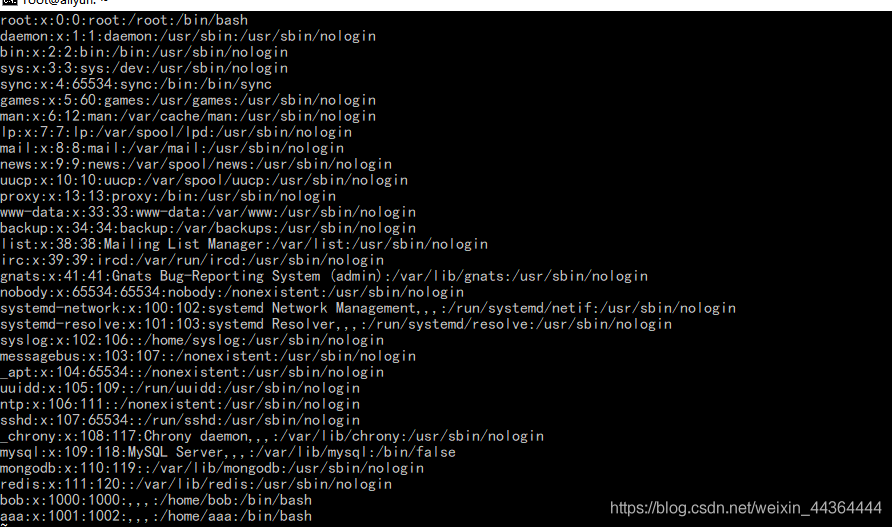 root@aliyun: ~
root:x:0:0:root:/root:/bin/bash
daemon:x:1:1:daemon:/usr/sbin:/usr/sbin/nologin
bin:x:2:2:bin:/bin:/usr/sbin/nologin
sys:x:3:3:sys:/dev:/usr/sbin/nologin
sync:x:4:65534:sync:/bin:/bin/sync
games:x:5:60:games:/usr/games:/usr/sbin/nologin
man:x:6:12:man:/var/cache/man:/usr/sbin/nologin
lp:x:7:7:lp:/var/spool/lpd:/usr/sbin/nologin
mail:x:8:8:mail:/var/mail:/usr/sbin/nologin
news:x:9:9:news:/var/spool/news:/usr/sbin/nologin
uucp:x:10:10:uucp:/var/spool/uucp:/usr/sbin/nologin
proxy:x:13:13:proxy:/bin:/usr/sbin/nologin
www-data:x:33:33:www-data:/var/www:/usr/sbin/nologin
backup:x:34:34:backup:/var/backups:/usr/sbin/nologin
list:x:38:38:Mailing List Manager:/var/list:/usr/sbin/nologin
irc:x:39:39:ircd:/var/run/ircd:/usr/sbin/nologin
gnats:x:41:41:Gnats Bug-Reporting System (admin):/var/lib/gnats:/usr/sbin/nologin
nobody:x:65534:65534:nobody:/nonexistent:/usr/sbin/nologin
systemd-network:x:100:102:systemd Network Management,,,:/run/systemd/netif:/usr/sbin/nologin
systemd-resolve:x:101:103:systemd Resolver,,,:/run/systemd/resolve:/usr/sbin/nologin
syslog:x:102:106::/home/syslog:/usr/sbin/nologin
messagebus:x:103:107::/nonexistent:/usr/sbin/nologin
_apt:x:104:65534::/nonexistent:/usr/sbin/nologin
uuidd:x:105:109::/run/uuidd:/usr/sbin/nologin
ntp:x:106:111::/nonexistent:/usr/sbin/nologin
sshd:x:107:65534::/run/sshd:/usr/sbin/nologin
_chrony:x:108:117:Chrony daemon,,,:/var/lib/chrony:/usr/sbin/nologin
mysql:x:109:118:MySQL Server,,,:/var/lib/mysql:/bin/false
mongodb:x:110:119::/var/lib/mongodb:/usr/sbin/nologin
redis:x:111:120::/var/lib/redis:/usr/sbin/nologin
bob:x:1000:1000:,,,:/home/bob:/bin/bash
aaa:x:1001:1002:,,,:/home/aaa:/bin/bash
~
https://blog.csdn.net/weixin_44364444